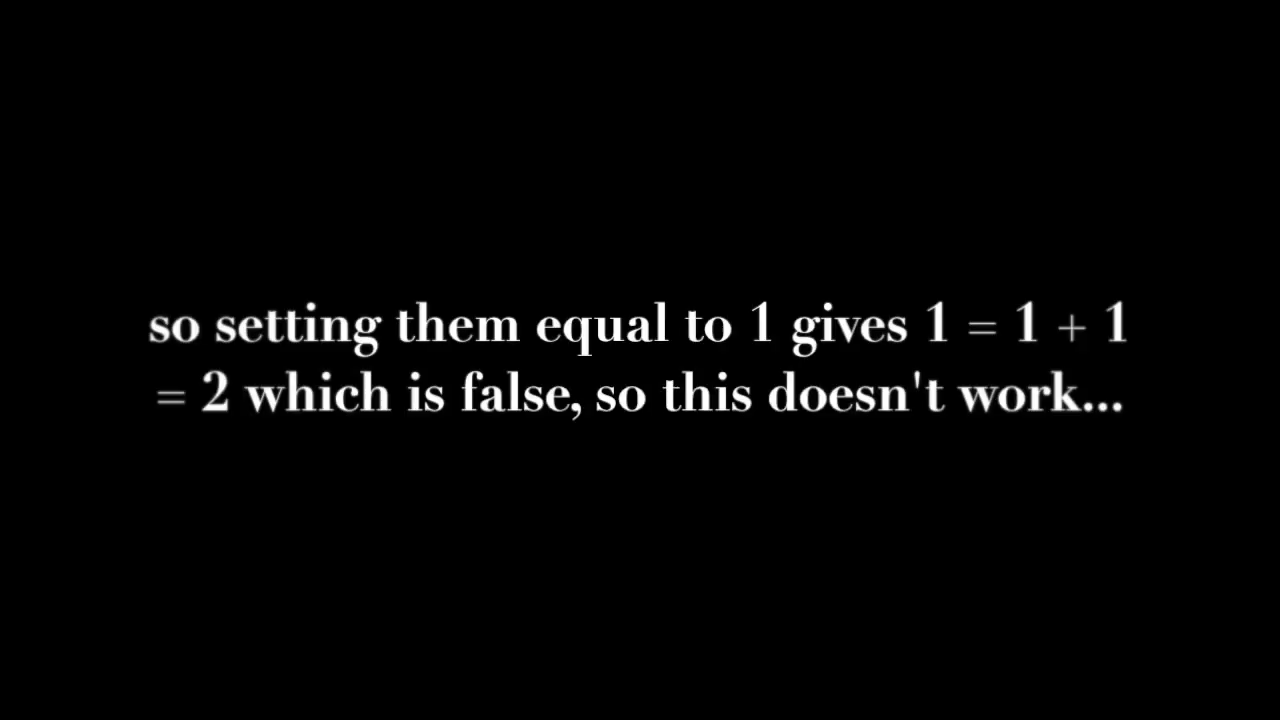 so setting them equal to 1 gives 1 = 1 + 1
= 2 which is false, so this doesn't work...